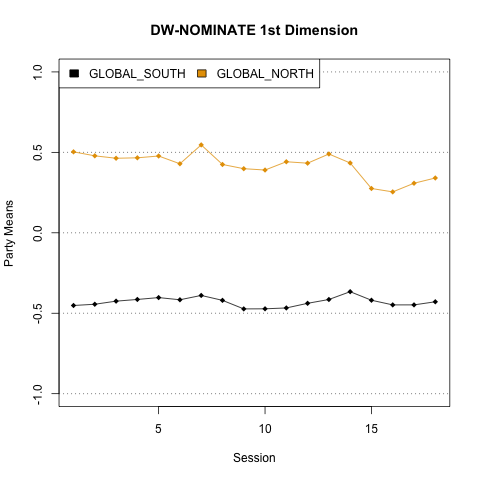 DW-NOMINATE 1st Dimension
GLOBAL_SOUTH GLOBAL_NORTH
1.0
0.5
0.0
-0.5
-1.0
Party Means
5 10 15
Session